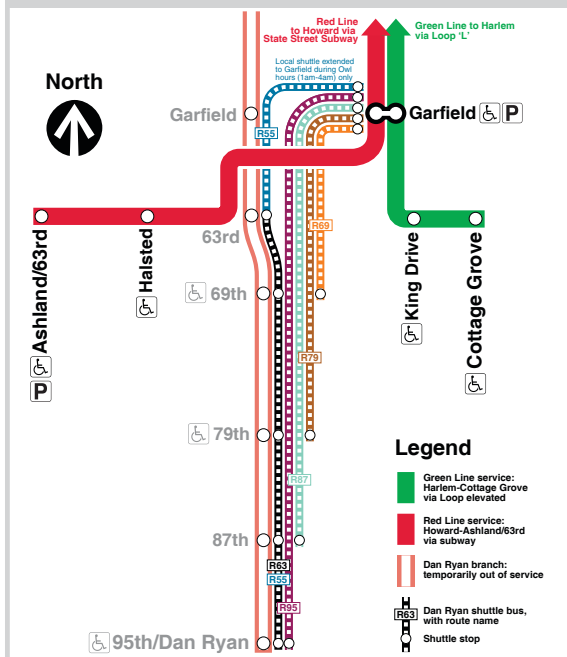 Red Line
to Howard via
State Street Subway
Green Line to Harlem
via Loop ‘L’
Local shuttle extended
to Garfield during Owl
hours (1am-4am) only
North
Garfield
Garfield
P
R55
63rd
R69
Ashland/63rd
P
Halsted
King Drive
Cottage Grove
69th
R79
79th
R87
87th
R63
R55
R95
95th/Dan Ryan
Legend
Green Line service:
Harlem-Cottage Grove
via Loop elevated
Red Line service:
Howard-Ashland/63rd
via subway
Dan Ryan branch:
temporarily out of service
R63
Dan Ryan shuttle bus,
with route name
Shuttle stop